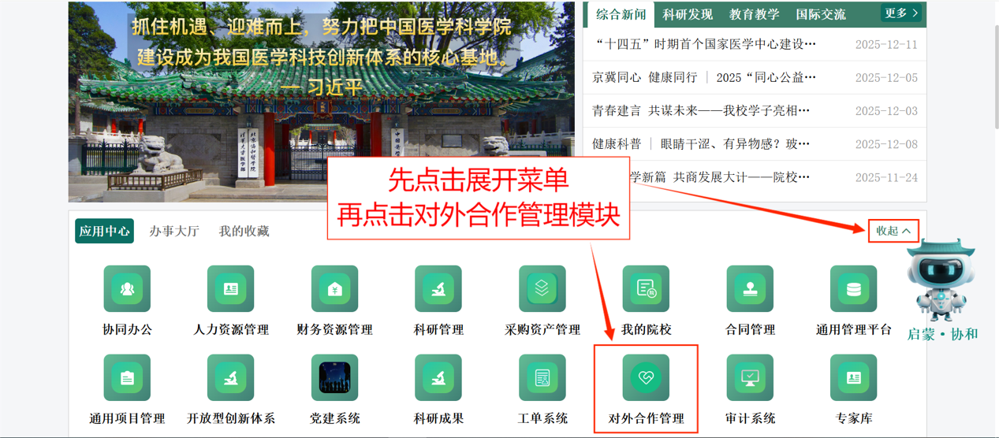 抓住机遇、迎难而上，努力把中国医学科学院
建设成为我国医学科技创新体系的核心基地。
— 习近平
综合新闻 科研发现 教育教学 国际交流 更多 >
“十四五”时期首个国家医学中心建设… 2025-12-11
京冀同心 健康同行 | 2025“同心公益… 2025-12-05
青春建言 共谋未来——我校学子亮相… 2025-12-03
健康科普 | 眼睛干涩、有异物感？玻… 2025-12-08
学新篇 共商发展大计——院校… 2025-11-24
先点击展开菜单
再点击对外合作管理模块
应用中心 办事大厅 我的收藏 收起
协同办公 人力资源管理 财务资源管理 科研管理 采购资产管理 我的院校 合同管理 通用管理平台
启蒙·协和
通用项目管理 开放型创新体系 党建系统 科研成果 工单系统 对外合作管理 审计系统 专家库